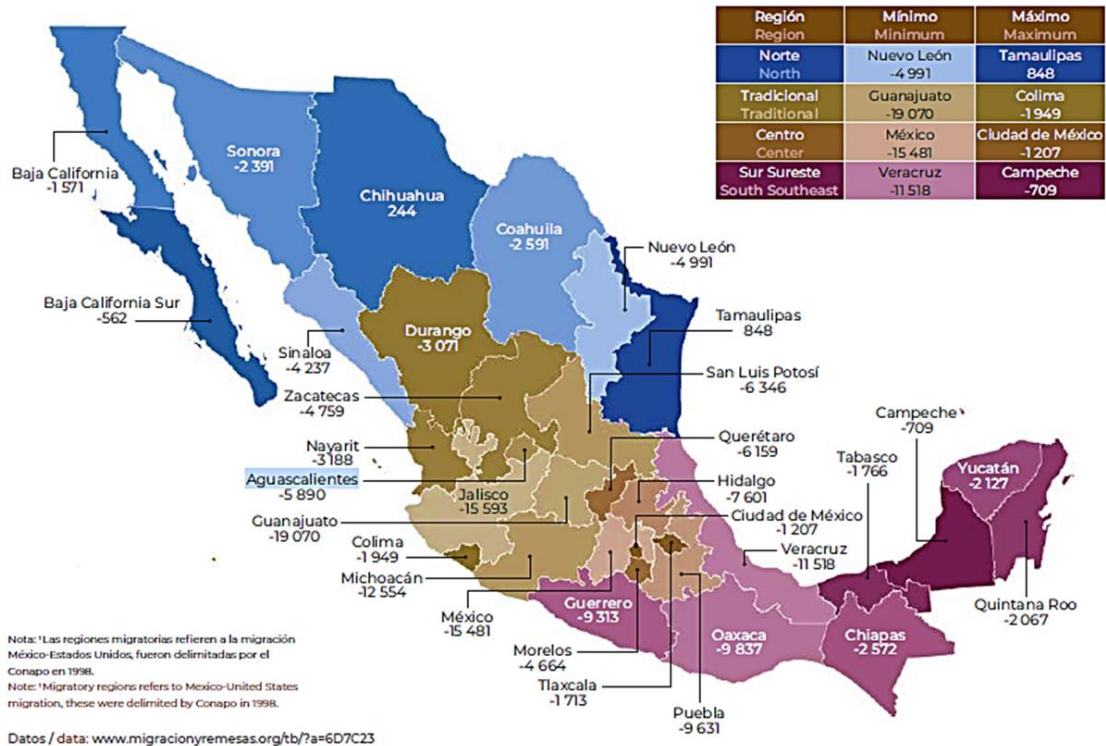 Región Mínimo Máximo
Region Minimum Maximum
Norte Nuevo León Tamaulipas
North -4 991 848
Tradicional Guanajuato Colima
Traditional -19 070 -1 949
Centro México Ciudad de México
Center -15 481 -1 207
Sur Sureste Veracruz Campeche
South Southeast -11 518 -709
Baja California
-1 571
Sonora
-2 391
Chihuahua
244
Coahuila
-2 591
Nuevo León
-4 991
Baja California Sur
-562
Tamaulipas
848
Durango
-3 071
Sinaloa
-4 237
San Luis Potosí
-6 346
Zacatecas
-4 759
Campeche
-709
Querétaro
-6 159
Nayarit
-3 188
Tabasco
-1 766
Yucatán
-2 127
Aguascalientes
-5 890
Jalisco
-15 593
Hidalgo
-7 601
Guanajuato
-19 070
Ciudad de México
-1 207
Colima
-1 949
Veracruz
-11 518
Michoacán
-12 554
Quintana Roo
-2 067
México
-15 481
Guerrero
-9 313
Oaxaca
-9 837
Chiapas
-2 572
Morelos
-4 664
Tlaxcala
-1 713
Puebla
-9 631
Nota: ¹Las regiones migratorias refieren a la migración
México-Estados Unidos, fueron delimitadas por el
Conapo en 1998.
Note: ¹Migratory regions refers to Mexico-United States
migration, these were delimited by Conapo in 1998.
Datos / data: www.migracionyremesas.org/tb/?a=6D7C23